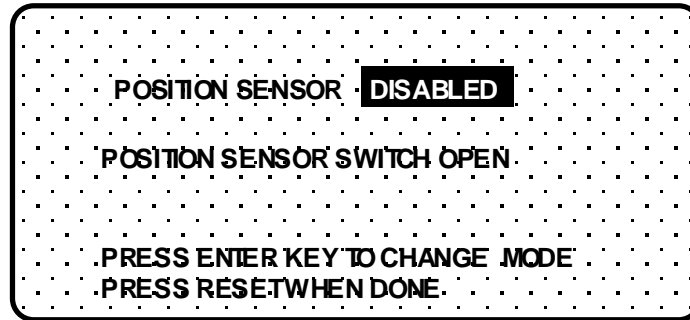 POSITION SENSOR DISABLED
POSITION SENSOR SWITCH OPEN
PRESS ENTER KEY TO CHANGE MODE
PRESS RESET WHEN DONE